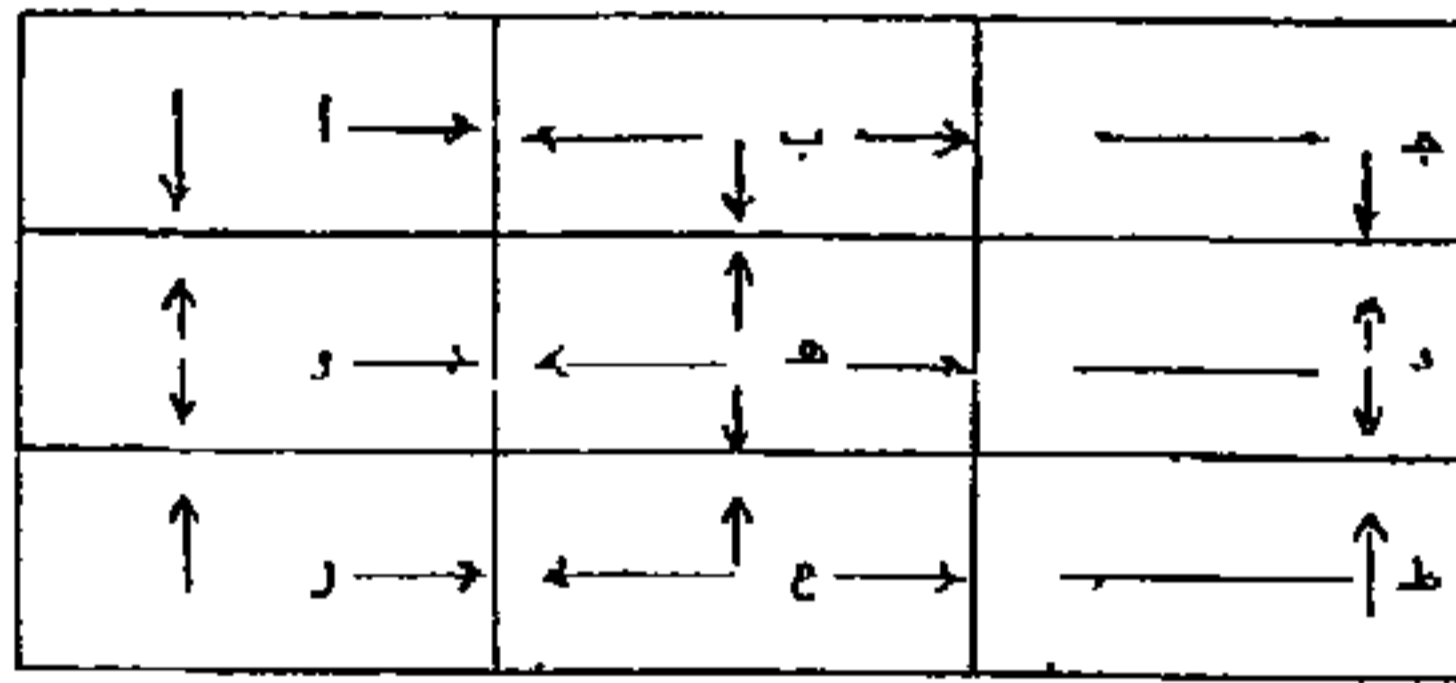 جـ ب ا
د هـ و
ط ح ر